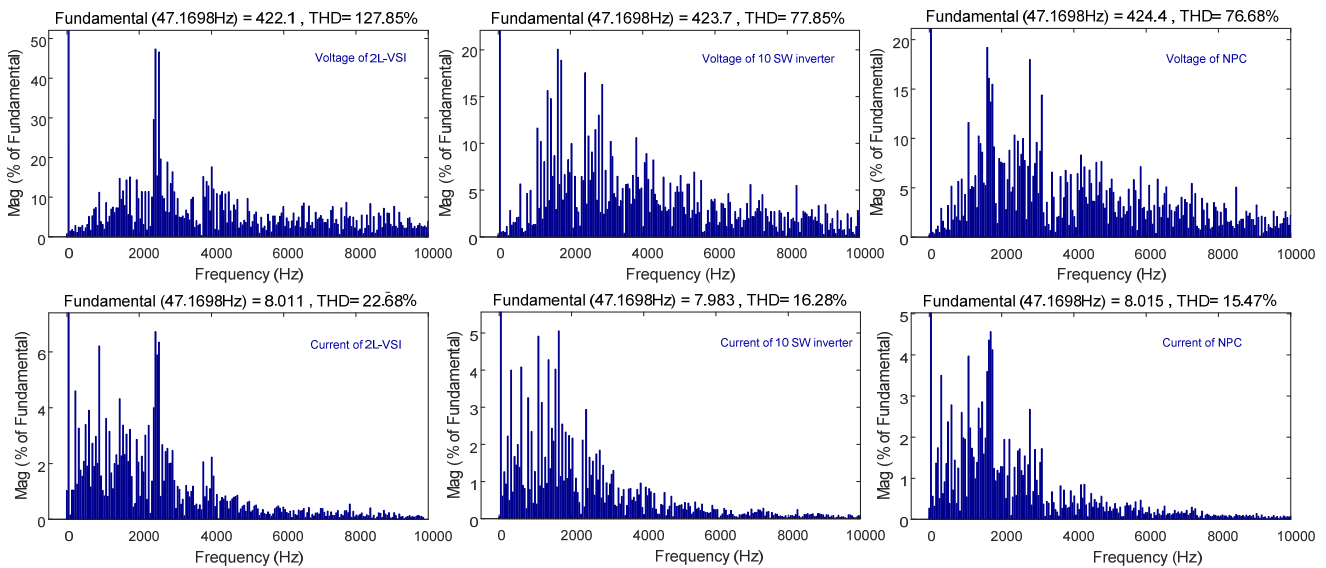 Fundamental (47.1698Hz) = 422.1 , THD= 127.85%
Mag (% of Fundamental)
50
40
30
20
10
0
Voltage of 2L-VSI
0 2000 4000 6000 8000 10000
Frequency (Hz)
Fundamental (47.1698Hz) = 423.7 , THD= 77.85%
Mag (% of Fundamental)
20
15
10
5
0
Voltage of 10 SW inverter
0 2000 4000 6000 8000 10000
Frequency (Hz)
Fundamental (47.1698Hz) = 424.4 , THD= 76.68%
Mag (% of Fundamental)
20
15
10
5
0
Voltage of NPC
0 2000 4000 6000 8000 10000
Frequency (Hz)
Fundamental (47.1698Hz) = 8.011 , THD= 22.68%
Mag (% of Fundamental)
6
4
2
0
Current of 2L-VSI
0 2000 4000 6000 8000 10000
Frequency (Hz)
Fundamental (47.1698Hz) = 7.983 , THD= 16.28%
Mag (% of Fundamental)
5
4
3
2
1
0
Current of 10 SW inverter
0 2000 4000 6000 8000 10000
Frequency (Hz)
Fundamental (47.1698Hz) = 8.015 , THD= 15.47%
Mag (% of Fundamental)
5
4
3
2
1
0
Current of NPC
0 2000 4000 6000 8000 10000
Frequency (Hz)